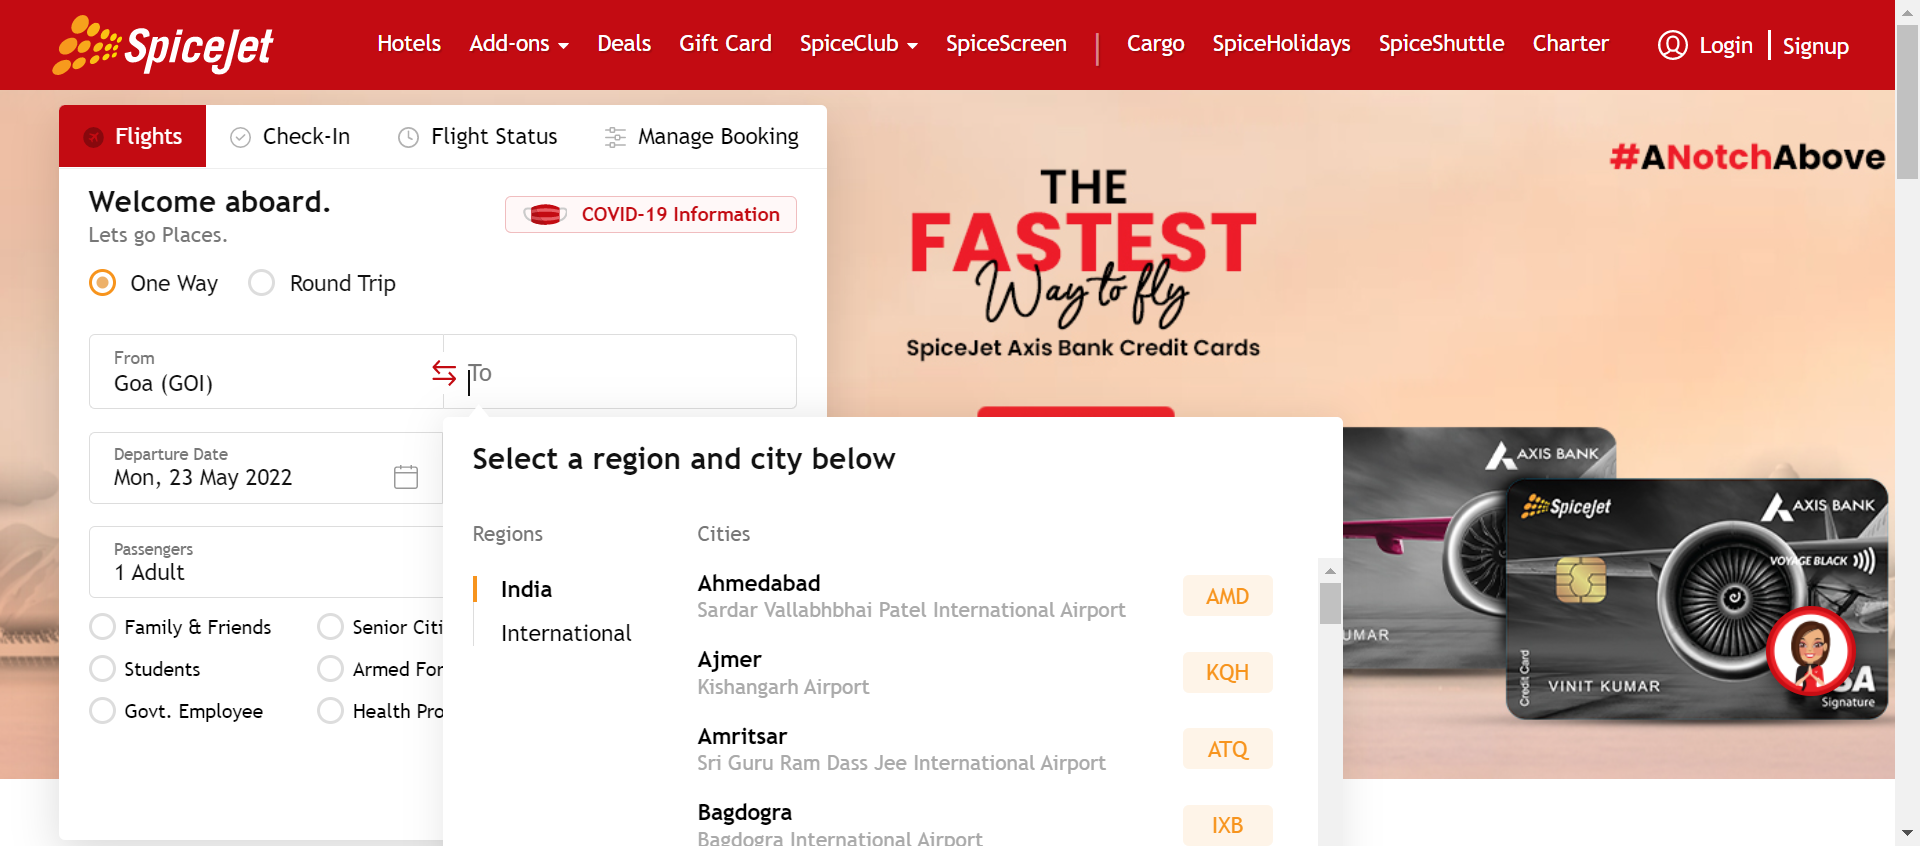 SpiceJet
Hotels Add-ons Deals Gift Card SpiceClub SpiceScreen Cargo SpiceHolidays SpiceShuttle Charter Login Signup
Flights Check-In Flight Status Manage Booking
Welcome aboard.
Lets go Places.
COVID-19 Information
One Way Round Trip
From
Goa (GOI)
To
Departure Date
Mon, 23 May 2022
Passengers
1 Adult
Family & Friends Senior Citi
Students Armed For
Govt. Employee Health Pro
Select a region and city below
Regions
India
International
Cities
Ahmedabad
Sardar Vallabhbhai Patel International Airport
AMD
Ajmer
Kishangarh Airport
KQH
Amritsar
Sri Guru Ram Dass Jee International Airport
ATQ
Bagdogra
Bagdogra International Airport
IXB
#ANotchAbove
THE
FASTEST
Way to fly
SpiceJet Axis Bank Credit Cards
AXIS BANK
UMAR
SpiceJet
AXIS BANK
VOYAGE BLACK
Credit Card
VINIT KUMAR
SA
Signature